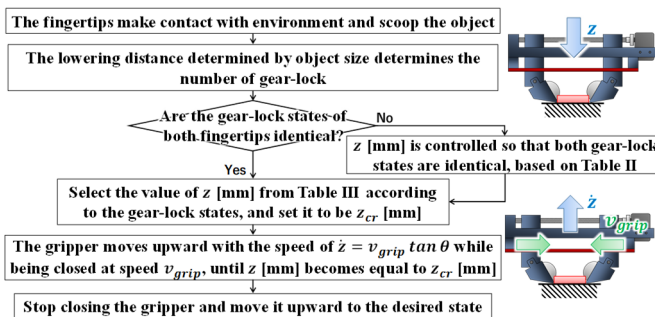 The fingertips make contact with environment and scoop the object
The lowering distance determined by object size determines the
number of gear-lock
Are the gear-lock states of
both fingertips identical?
No
z [mm] is controlled so that both gear-lock
states are identical, based on Table II
Yes
Select the value of z [mm] from Table III according
to the gear-lock states, and set it to be z_cr [mm]
The gripper moves upward with the speed of ż = v_grip tan θ while
being closed at speed v_grip, until z [mm] becomes equal to z_cr [mm]
Stop closing the gripper and move it upward to the desired state
z
ż
v_grip